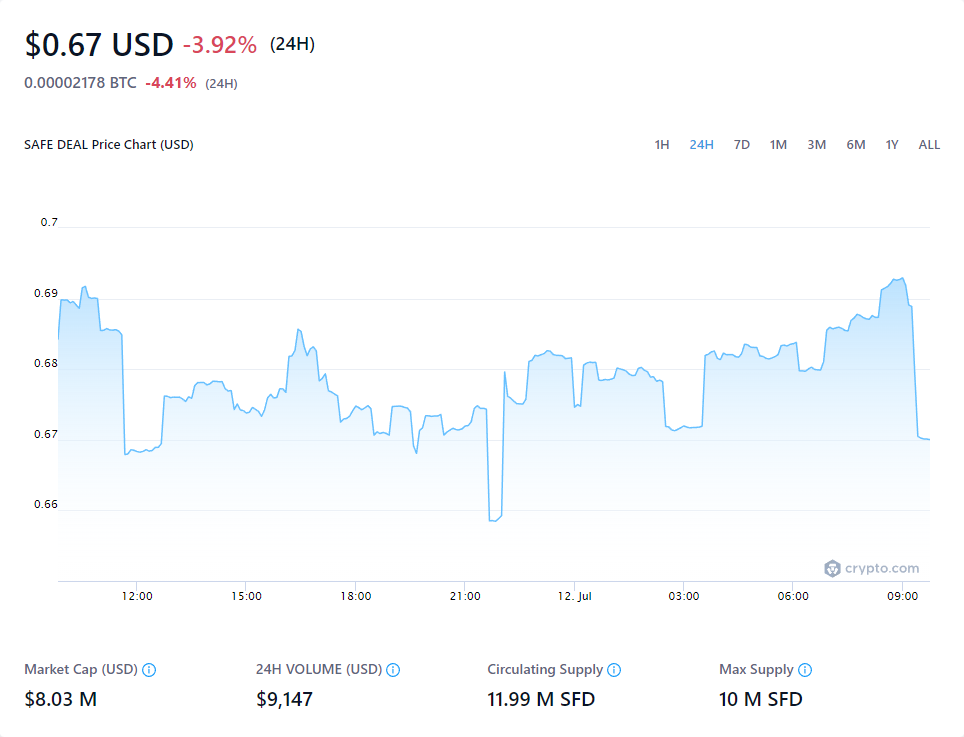 $0.67 USD -3.92% (24H)
0.00002178 BTC -4.41% (24H)
SAFE DEAL Price Chart (USD)
1H 24H 7D 1M 3M 6M 1Y ALL
0.7
0.69
0.68
0.67
0.66
crypto.com
12:00 15:00 18:00 21:00 12. Jul 03:00 06:00 09:00
Market Cap (USD) 24H VOLUME (USD) Circulating Supply Max Supply
$8.03 M $9,147 11.99 M SFD 10 M SFD